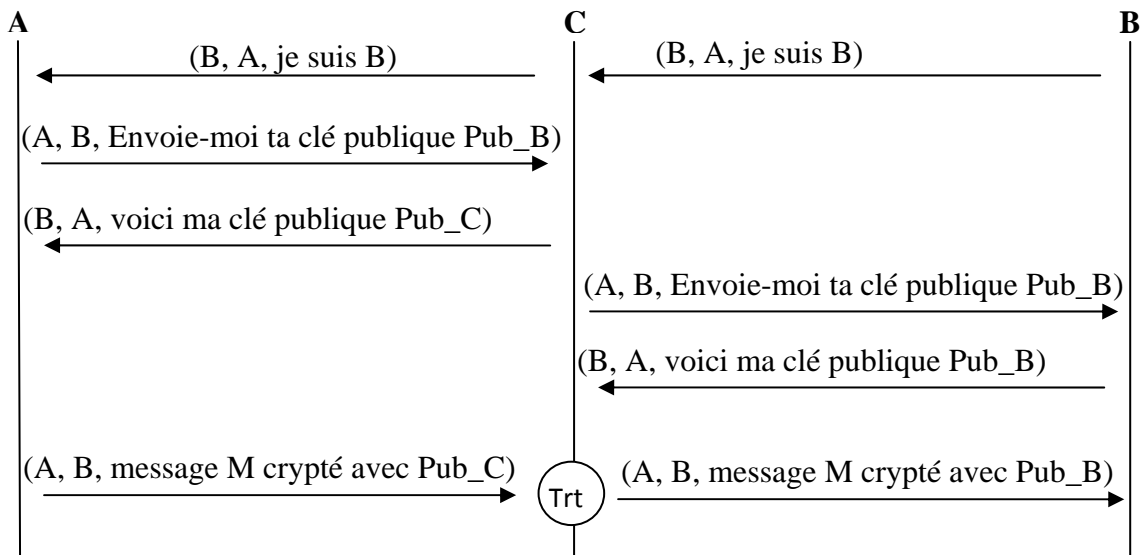 A C B
(B, A, je suis B) (B, A, je suis B)
(A, B, Envoie-moi ta clé publique Pub_B)
(B, A, voici ma clé publique Pub_C)
(A, B, Envoie-moi ta clé publique Pub_B)
(B, A, voici ma clé publique Pub_B)
(A, B, message M crypté avec Pub_C) (A, B, message M crypté avec Pub_B)
Trt